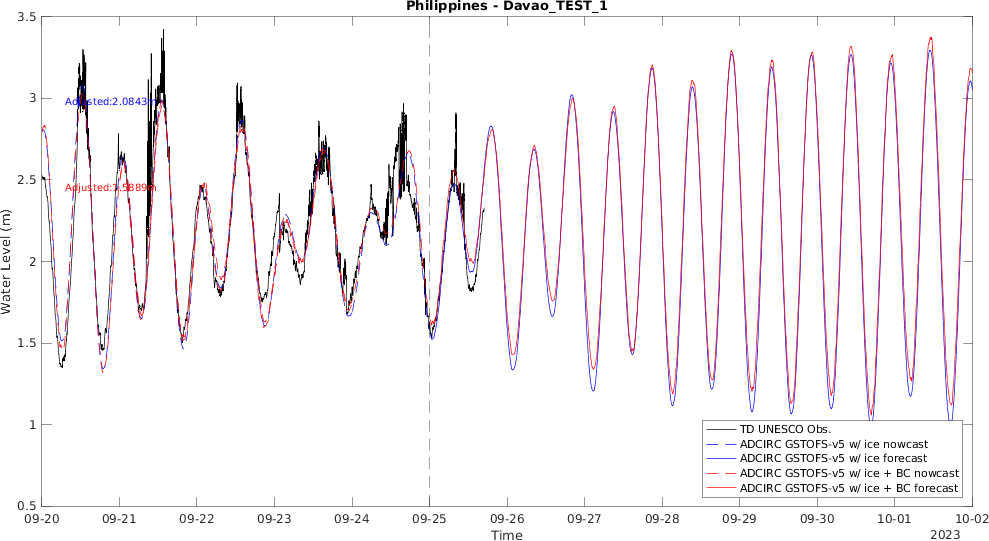 Philippines - Davao_TEST_1
Water Level (m)
3.5
3
2.5
2
1.5
1
0.5
Adjusted:2.0843m
TD UNESCO Obs.
ADCIRC GSTOFS-v5 w/ ice nowcast
ADCIRC GSTOFS-v5 w/ ice forecast
ADCIRC GSTOFS-v5 w/ ice + BC nowcast
ADCIRC GSTOFS-v5 w/ ice + BC forecast
09-20
09-21
09-22
09-23
09-24
09-25
09-26
09-27
09-28
09-29
09-30
10-01
10-02
Time
2023